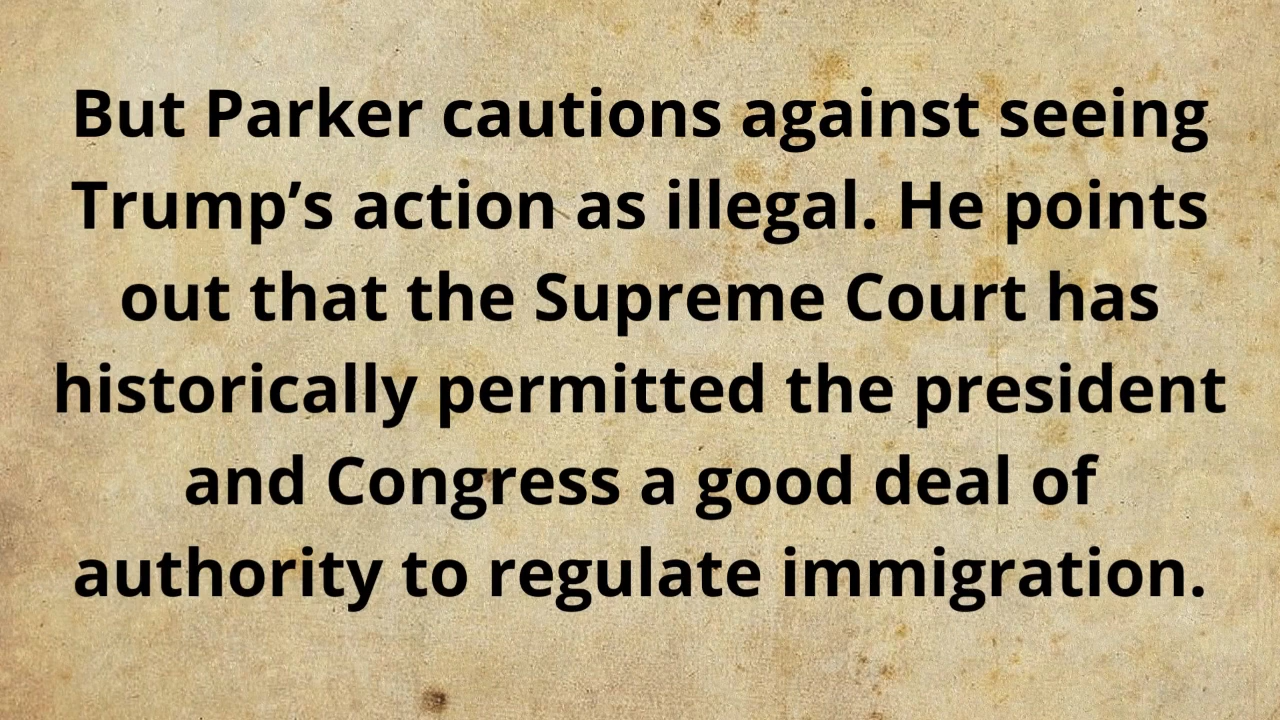 But Parker cautions against seeing
Trump’s action as illegal. He points
out that the Supreme Court has
historically permitted the president
and Congress a good deal of
authority to regulate immigration.